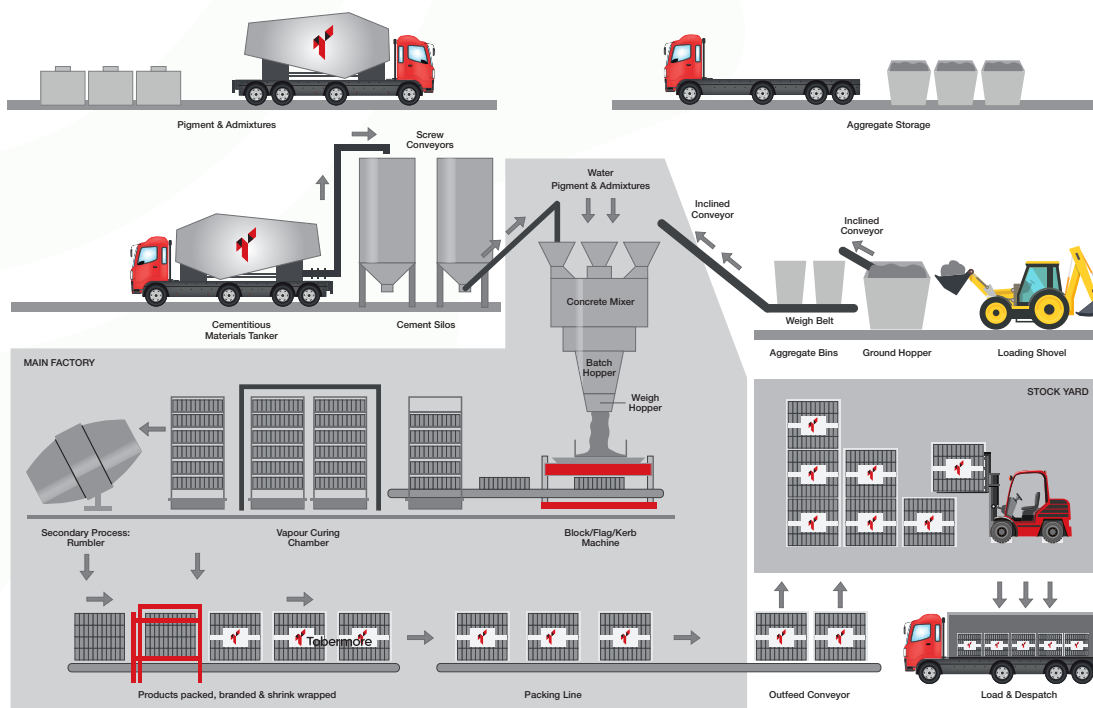 Pigment & Admixtures
Aggregate Storage
Screw
Conveyors
Water
Pigment & Admixtures
Inclined
Conveyor
Inclined
Conveyor
Concrete Mixer
Cementitious
Materials Tanker
Cement Silos
Weigh Belt
Aggregate Bins
Ground Hopper
Loading Shovel
MAIN FACTORY
Batch
Hopper
Weigh
Hopper
STOCK YARD
Secondary Process:
Rumbler
Vapour Curing
Chamber
Block/Flag/Kerb
Machine
Tobermore
Products packed, branded & shrink wrapped
Packing Line
Outfeed Conveyor
Load & Despatch